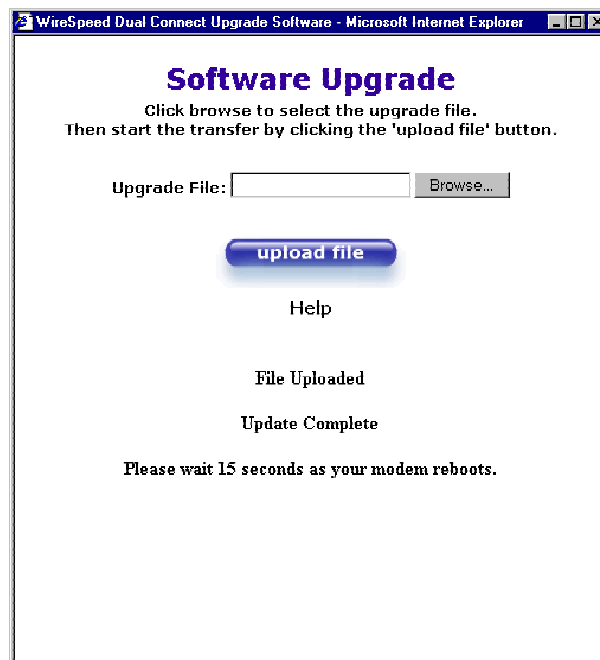 WireSpeed Dual Connect Upgrade Software - Microsoft Internet Explorer
Software Upgrade
Click browse to select the upgrade file.
Then start the transfer by clicking the 'upload file' button.
Upgrade File: Browse...
upload file
Help
File Uploaded
Update Complete
Please wait 15 seconds as your modem reboots.